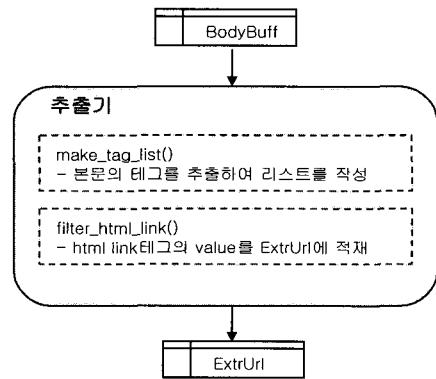 BodyBuff
추출기
make_tag_list()
- 본문의 테그를 추출하여 리스트를 작성
filter_html_link()
- html link테그의 value를 ExtrUrl에 적재
ExtrUrl